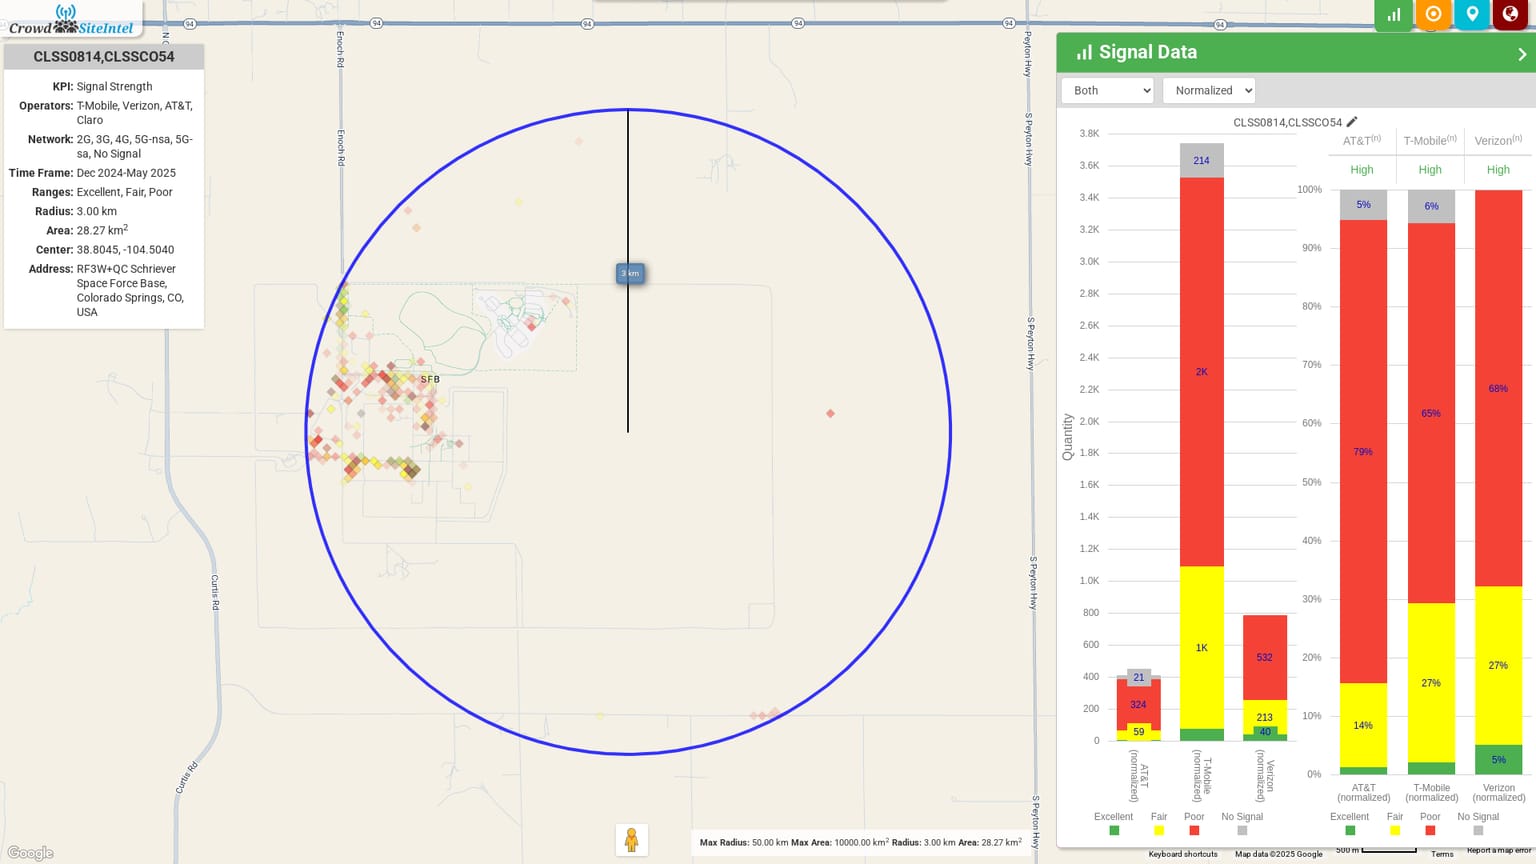 Crowd SiteIntel
CLSS0814,CLSSCO54
KPI: Signal Strength
Operators: T-Mobile, Verizon, AT&T,
Claro
Network: 2G, 3G, 4G, 5G-nsa, 5G-
sa, No Signal
Time Frame: Dec 2024-May 2025
Ranges: Excellent, Fair, Poor
Radius: 3.00 km
Area: 28.27 km²
Center: 38.8045, -104.5040
Address: RF3W+QC Schriever
Space Force Base,
Colorado Springs, CO,
USA
94
94
94
94
94
94
Enoch Rd
Enoch Rd
S Peyton Hwy
S Peyton Hwy
S Peyton Hwy
S Peyton Hwy
S Peyton Hwy
Curtis Rd
Curtis Rd
3 km
SFB
Google
Max Radius: 50.00 km Max Area: 10000.00 km² Radius: 3.00 km Area: 28.27 km²
Signal Data
Both
Normalized
CLSS0814,CLSSCO54
Quantity
3.8K
3.6K
3.4K
3.2K
3.0K
2.8K
2.6K
2.4K
2.2K
2.0K
1.8K
1.6K
1.4K
1.2K
1.0K
800
600
400
200
0
21
324
59
214
2K
1K
532
213
40
AT&T
(normalized)
T-Mobile
(normalized)
Verizon
(normalized)
Excellent Fair Poor No Signal
AT&T(n) T-Mobile(n) Verizon(n)
High High High
100%
90%
80%
70%
60%
50%
40%
30%
20%
10%
0%
5%
79%
14%
6%
65%
27%
68%
27%
5%
AT&T
(normalized)
T-Mobile
(normalized)
Verizon
(normalized)
Excellent Fair Poor No Signal
Keyboard shortcuts Map data ©2025 Google 500 m Terms Report a map error